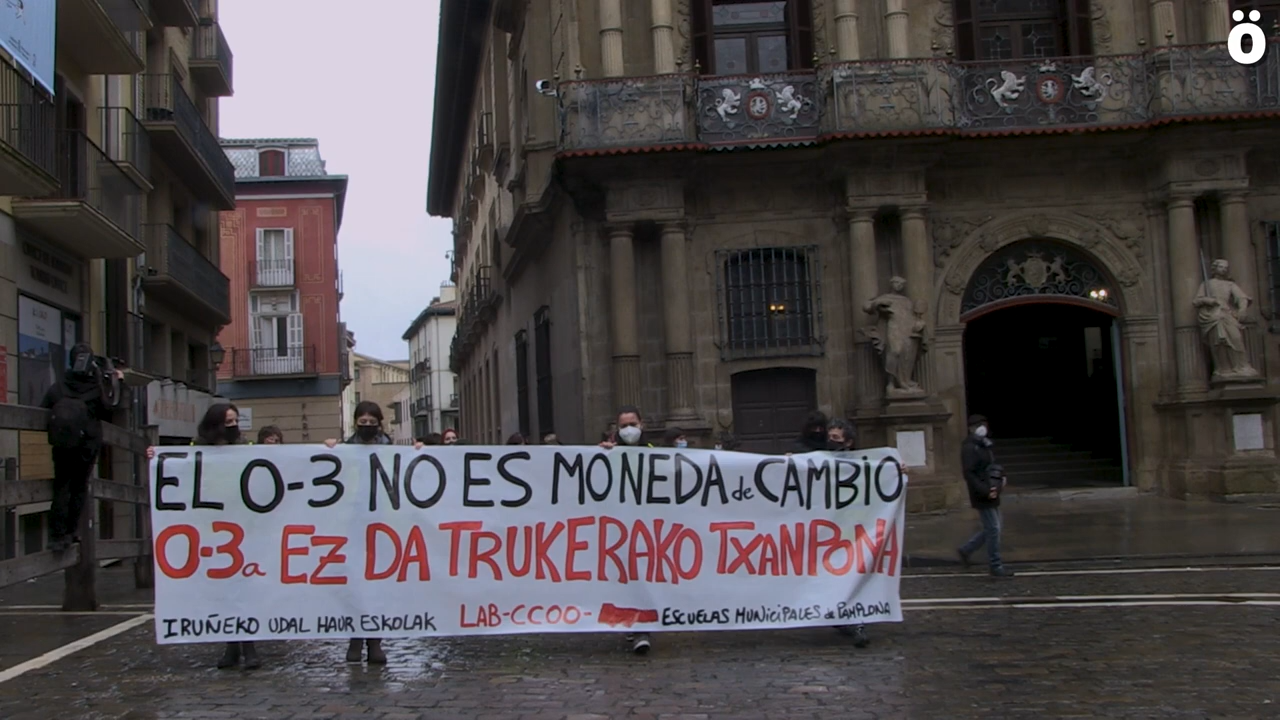 Ö
EL 0-3 NO ES MONEDA de CAMBIO
0-3a EZ DA TRUKERAKO TXANPONA
IRUÑEKO UDAL HAUR ESKOLAK LAB-CCOO- ESCUELAS MUNICIPALES de PAMPLONA